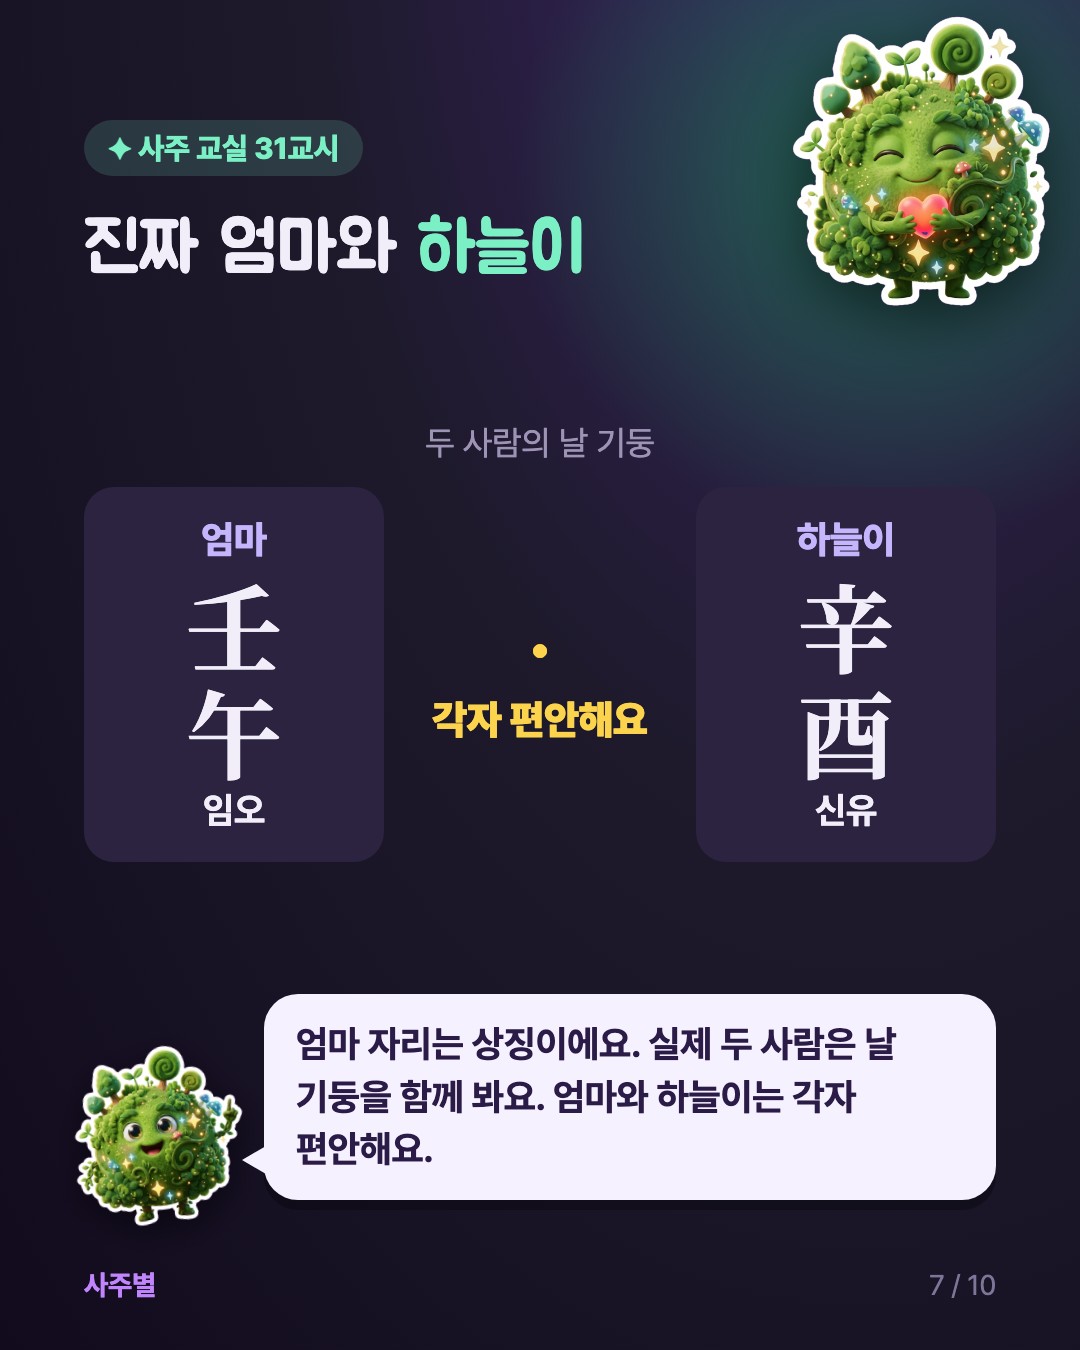 ✦ 사주 교실 31교시
진짜 엄마와 하늘이
두 사람의 날 기둥
엄마
壬
午
임오
각자 편안해요
하늘이
辛
酉
신유
엄마 자리는 상징이에요. 실제 두 사람은 날
기둥을 함께 봐요. 엄마와 하늘이는 각자
편안해요.
사주별
7 / 10